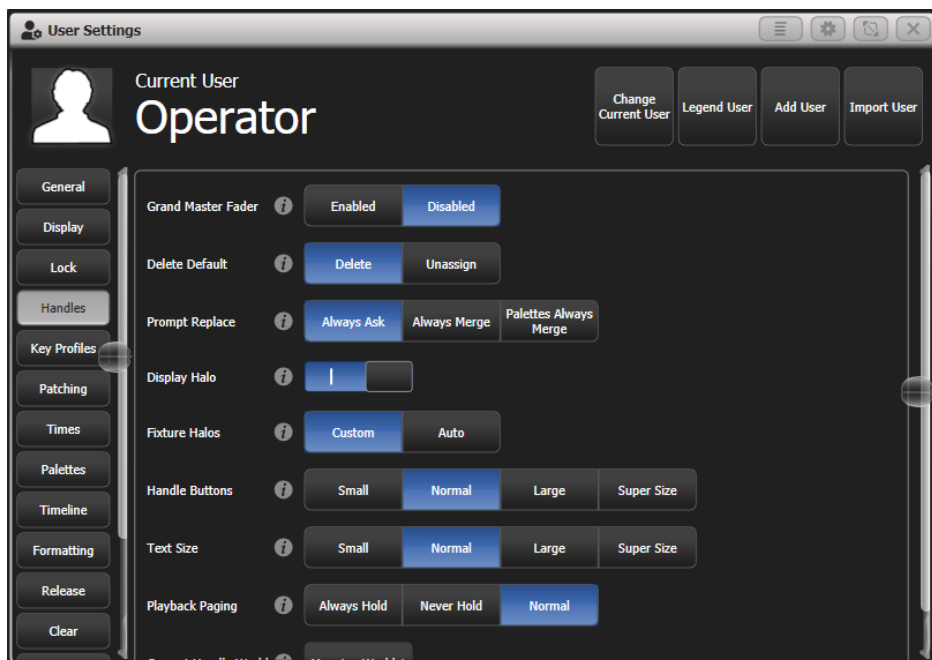 User Settings
Current User
Operator
Change
Current User
Legend User
Add User
Import User
General
Display
Lock
Handles
Key Profiles
Patching
Times
Palettes
Timeline
Formatting
Release
Clear
Grand Master Fader
Enabled
Disabled
Delete Default
Delete
Unassign
Prompt Replace
Always Ask
Always Merge
Palettes Always
Merge
Display Halo
Fixture Halos
Custom
Auto
Handle Buttons
Small
Normal
Large
Super Size
Text Size
Small
Normal
Large
Super Size
Playback Paging
Always Hold
Never Hold
Normal